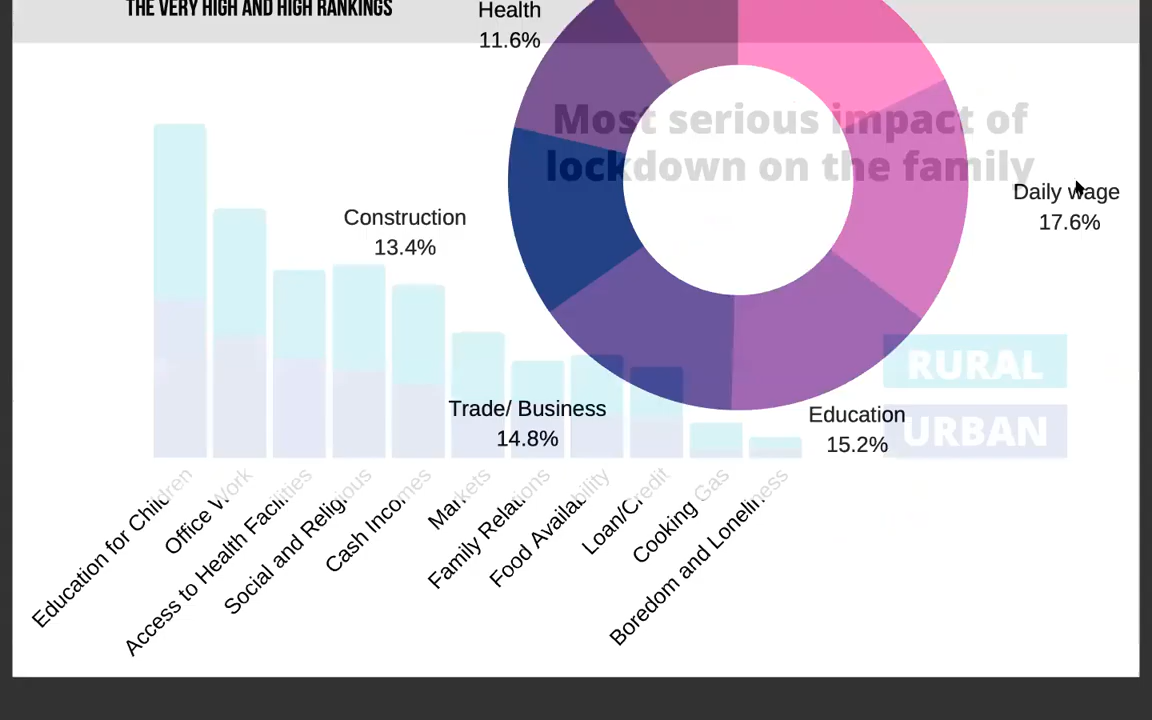 THE VERY HIGH AND HIGH RANKINGS
Health
11.6%
Most serious impact of
lockdown on the family
Daily wage
17.6%
Construction
13.4%
RURAL
Trade/ Business
14.8%
Education
15.2%
URBAN
Education for Children
Office Work
Access to Health Facilities
Social and Religious
Cash Incomes
Markets
Family Relations
Food Availability
Loan/Credit
Cooking Gas
Boredom and Loneliness